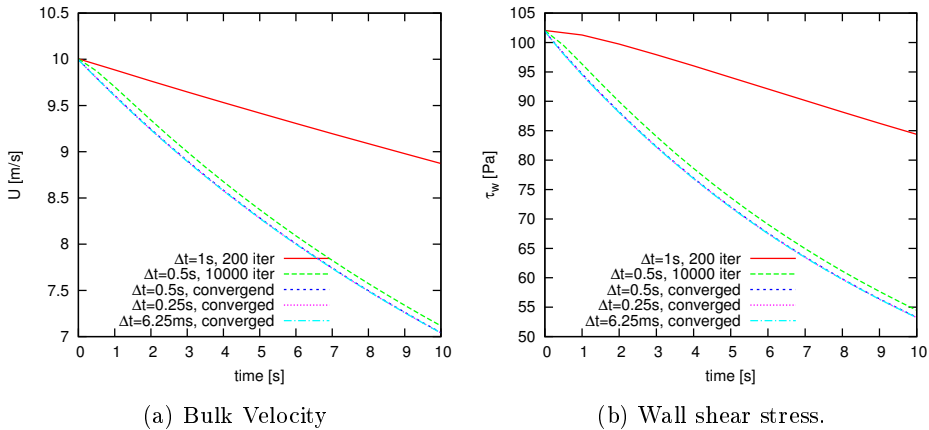 10.5
10
9.5
9
8.5
8
7.5
7
U [m/s]
Δt=1s, 200 iter
Δt=0.5s, 10000 iter
Δt=0.5s, convergend
Δt=0.25s, converged
Δt=6.25ms, converged
0 1 2 3 4 5 6 7 8 9 10
time [s]
(a) Bulk Velocity
105
100
95
90
85
80
75
70
65
60
55
50
τw [Pa]
Δt=1s, 200 iter
Δt=0.5s, 10000 iter
Δt=0.5s, converged
Δt=0.25s, converged
Δt=6.25ms, converged
0 1 2 3 4 5 6 7 8 9 10
time [s]
(b) Wall shear stress.